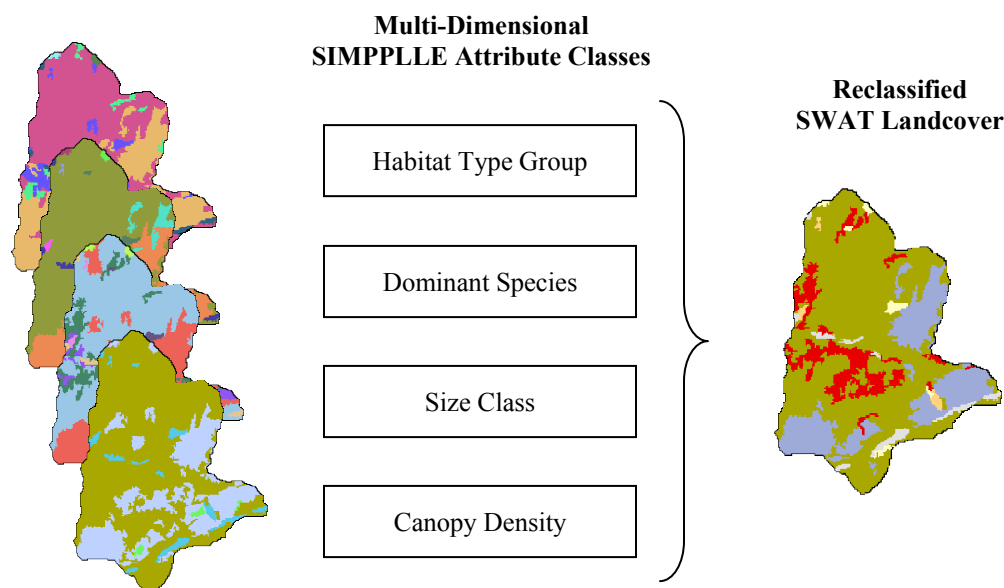 Multi-Dimensional
SIMPPLLE Attribute Classes
Reclassified
SWAT Landcover
Habitat Type Group
Dominant Species
Size Class
Canopy Density